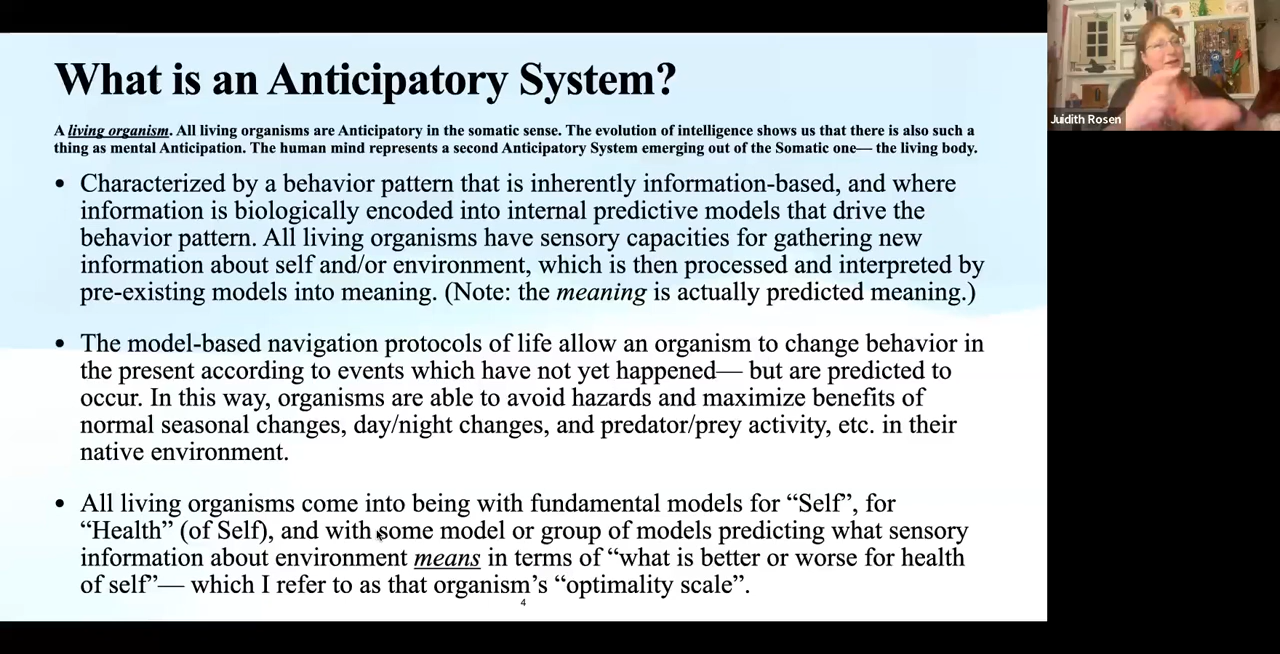 What is an Anticipatory System?
A living organism. All living organisms are Anticipatory in the somatic sense. The evolution of intelligence shows us that there is also such a
thing as mental Anticipation. The human mind represents a second Anticipatory System emerging out of the Somatic one— the living body.
• Characterized by a behavior pattern that is inherently information-based, and where
information is biologically encoded into internal predictive models that drive the
behavior pattern. All living organisms have sensory capacities for gathering new
information about self and/or environment, which is then processed and interpreted by
pre-existing models into meaning. (Note: the meaning is actually predicted meaning.)
• The model-based navigation protocols of life allow an organism to change behavior in
the present according to events which have not yet happened— but are predicted to
occur. In this way, organisms are able to avoid hazards and maximize benefits of
normal seasonal changes, day/night changes, and predator/prey activity, etc. in their
native environment.
• All living organisms come into being with fundamental models for “Self”, for
“Health” (of Self), and with some model or group of models predicting what sensory
information about environment means in terms of “what is better or worse for health
of self”— which I refer to as that organism’s “optimality scale”.
4
Juidith Rosen